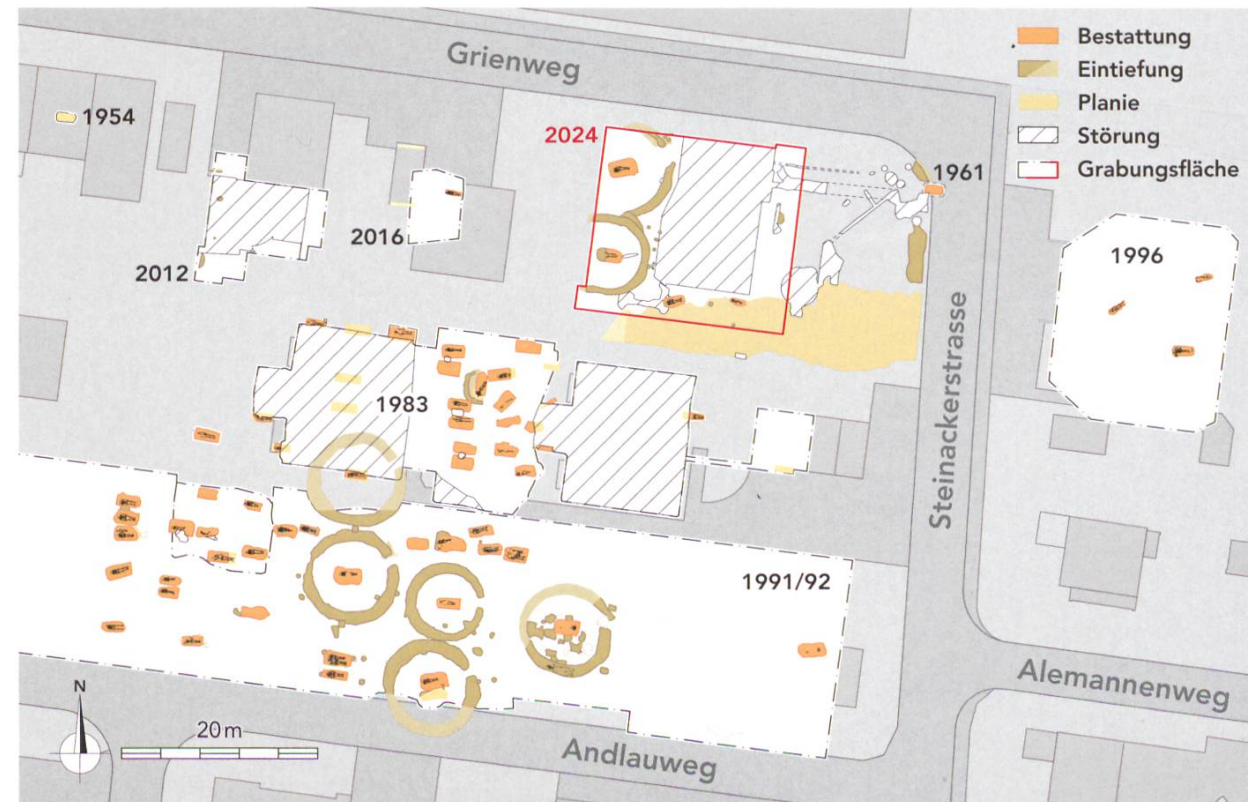 Grienweg
Bestattung
Eintiefung
Planie
Störung
Grabungsfläche
1954
2024
1961
2016
2012
1996
1983
Steinackerstrasse
1991/92
Alemannenweg
N
20 m
Andlauweg